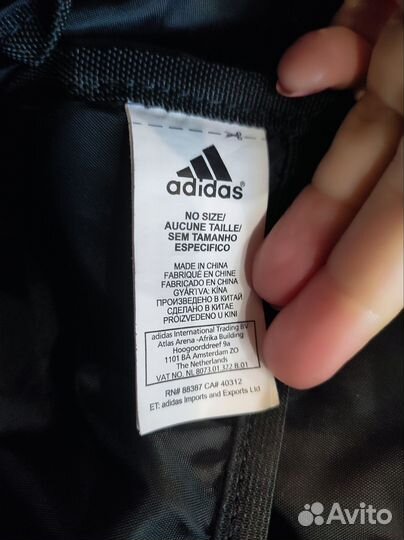 adidas®
NO SIZE/
AUCUNE TAILLE/
SEM TAMANHO
ESPECIFICO
MADE IN CHINA
FABRIQUÉ EN CHINE
FABRICADO EN CHINA
GYÁRTVA: KÍNA
ПРОИЗВЕДЕНО В КИТАЙ
СДЕЛАНО В КИТАЕ
PROIZVEDENO U KINI
adidas International Trading BV
Atlas Arena -Afrika Building
Hoogoorddreef 9a
1101 BA Amsterdam ZO
The Netherlands
VAT NO. NL 8073.01.372 B.01
RN# 88387 CA# 40312
ET: adidas Imports and Exports Ltd
Avito